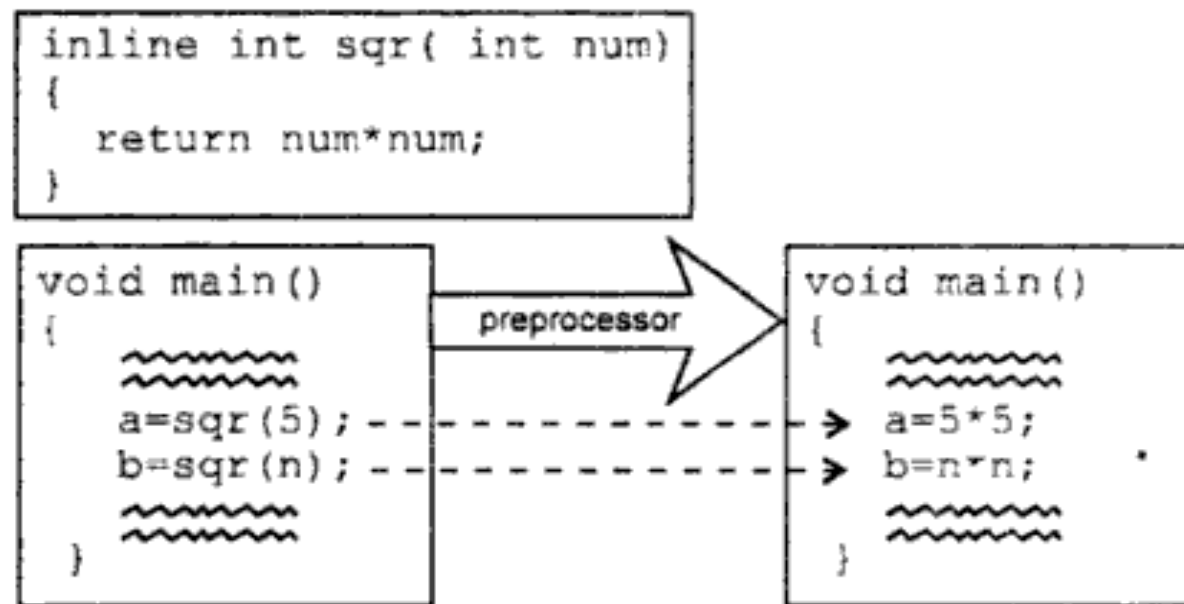 inline int sqr( int num)
{
return num*num;
}
void main()
{
a=sqr(5);
b=sqr(n);
}
preprocessor
void main()
{
a=5*5;
b=n*n;
}